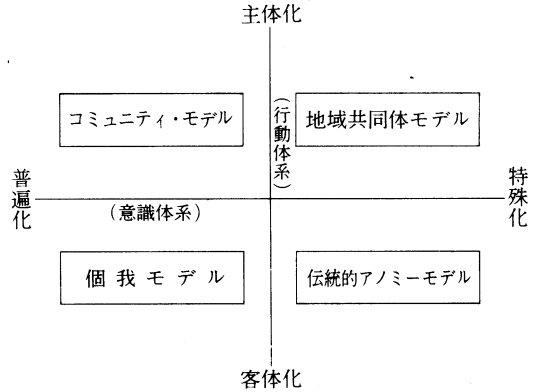 主体化
コミュニティ・モデル
(行動体系)
地域共同体モデル
普遍化
(意識体系)
特殊化
個我モデル
伝統的アノミーモデル
客体化